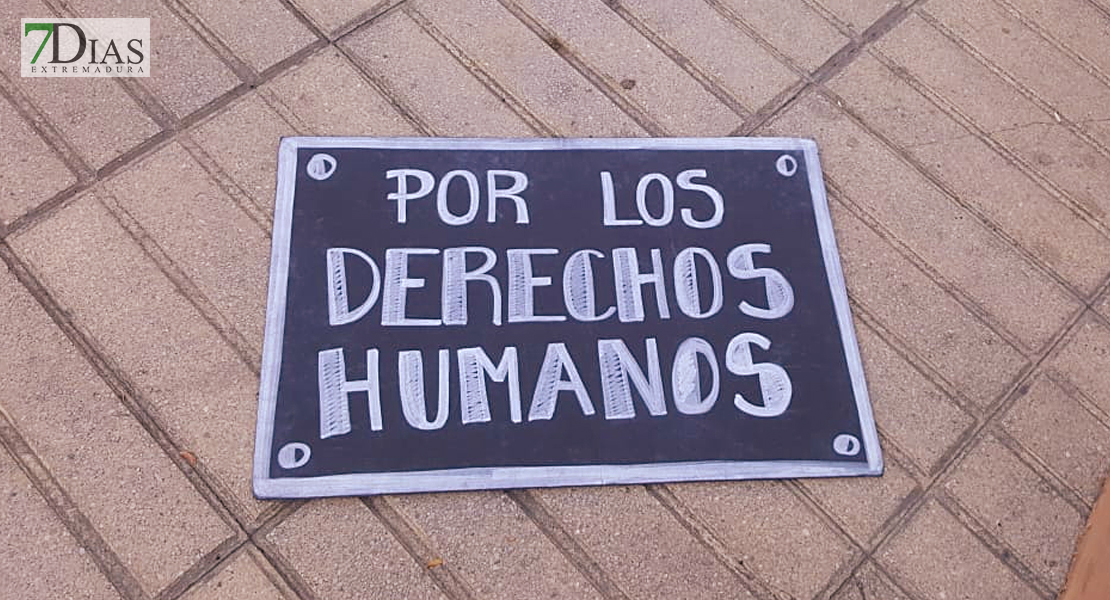 7DIAS
EXTREMADURA
POR LOS
DERECHOS
HUMANOS